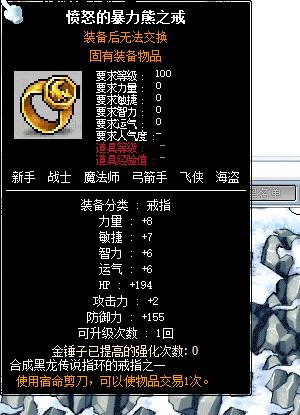 愤怒的暴力熊之戒
装备后无法交换
固有装备物品
要求等级 : 100
要求力量 : 0
要求敏捷 : 0
要求智力 : 0
要求运气 : 0
要求人气度 : -
道具等级 : -
道具经验值 : -
新手 战士 魔法师 弓箭手 飞侠 海盗
装备分类 : 戒指
力量 : +8
敏捷 : +7
智力 : +6
运气 : +6
HP : +194
攻击力 : +2
防御力 : +155
可升级次数 : 1回
金锤子已提高的强化次数: 0
合成黑龙传说指环的戒指之一
使用宿命剪刀，可以使物品交易1次。